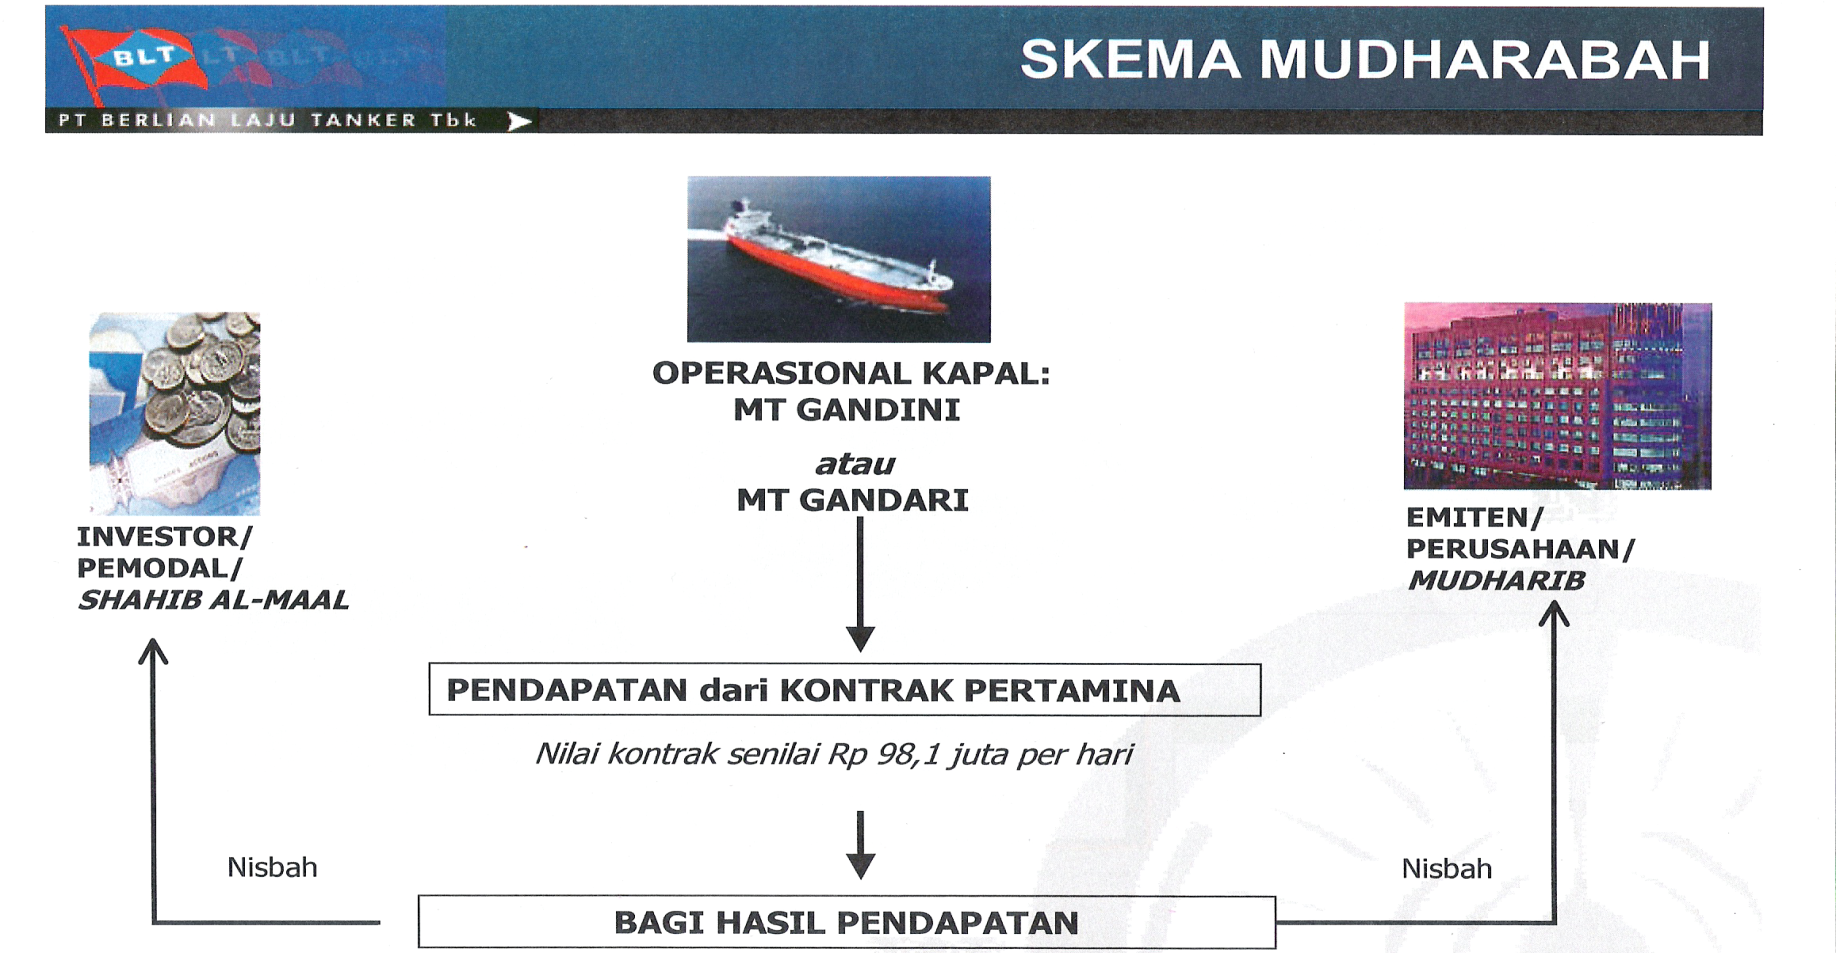 BLT
SKEMA MUDHARABAH
PT BERLIAN LAJU TANKER Tbk
OPERASIONAL KAPAL:
MT GANDINI
atau
MT GANDARI
INVESTOR/
PEMODAL/
SHAHIB AL-MAAL
EMITEN/
PERUSAHAAN/
MUDHARIB
PENDAPATAN dari KONTRAK PERTAMINA
Nilai kontrak senilai Rp 98,1 juta per hari
Nisbah
Nisbah
BAGI HASIL PENDAPATAN